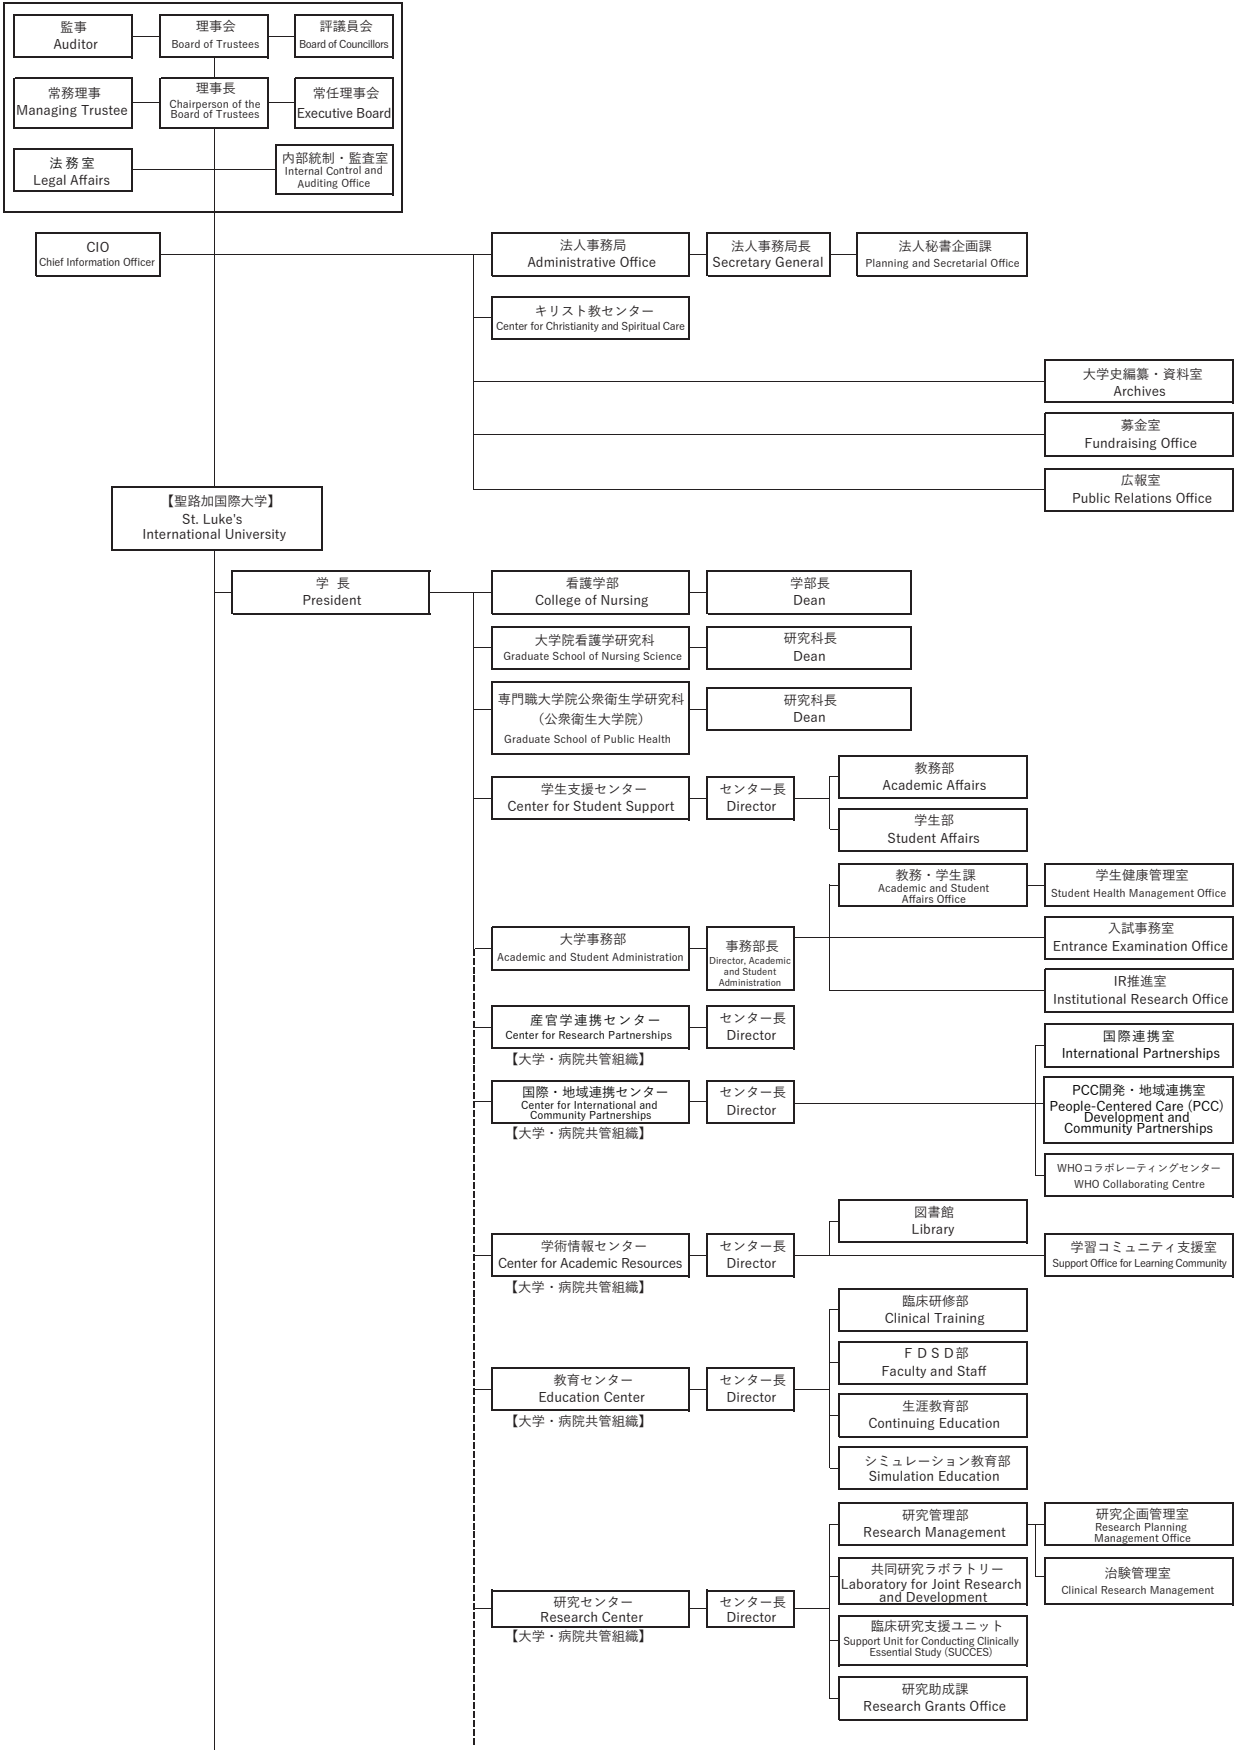 監事
Auditor
理事会
Board of Trustees
評議員会
Board of Councillors
常務理事
Managing Trustee
理事長
Chairperson of the
Board of Trustees
常任理事会
Executive Board
法務室
Legal Affairs
内部統制・監査室
Internal Control and
Auditing Office
CIO
Chief Information Officer
法人事務局
Administrative Office
法人事務局長
Secretary General
法人秘書企画課
Planning and Secretarial Office
キリスト教センター
Center for Christianity and Spiritual Care
大学史編纂・資料室
Archives
募金室
Fundraising Office
広報室
Public Relations Office
【聖路加国際大学】
St. Luke's
International University
学 長
President
看護学部
College of Nursing
学部長
Dean
大学院看護学研究科
Graduate School of Nursing Science
研究科長
Dean
専門職大学院公衆衛生学研究科
（公衆衛生大学院）
Graduate School of Public Health
研究科長
Dean
学生支援センター
Center for Student Support
センター長
Director
教務部
Academic Affairs
学生部
Student Affairs
教務・学生課
Academic and Student
Affairs Office
学生健康管理室
Student Health Management Office
大学事務部
Academic and Student Administration
事務部長
Director, Academic
and Student
Administration
入試事務室
Entrance Examination Office
IR推進室
Institutional Research Office
産官学連携センター
Center for Research Partnerships
【大学・病院共管組織】
センター長
Director
国際連携室
International Partnerships
国際・地域連携センター
Center for International and
Community Partnerships
【大学・病院共管組織】
センター長
Director
PCC開発・地域連携室
People-Centered Care (PCC)
Development and
Community Partnerships
WHOコラボレーティングセンター
WHO Collaborating Centre
図書館
Library
学術情報センター
Center for Academic Resources
【大学・病院共管組織】
センター長
Director
学習コミュニティ支援室
Support Office for Learning Community
臨床研修部
Clinical Training
ＦＤＳＤ部
Faculty and Staff
教育センター
Education Center
【大学・病院共管組織】
センター長
Director
生涯教育部
Continuing Education
シミュレーション教育部
Simulation Education
研究管理部
Research Management
研究企画管理室
Research Planning
Management Office
共同研究ラボラトリー
Laboratory for Joint Research
and Development
治験管理室
Clinical Research Management
研究センター
Research Center
【大学・病院共管組織】
センター長
Director
臨床研究支援ユニット
Support Unit for Conducting Clinically
Essential Study (SUCCES)
研究助成課
Research Grants Office